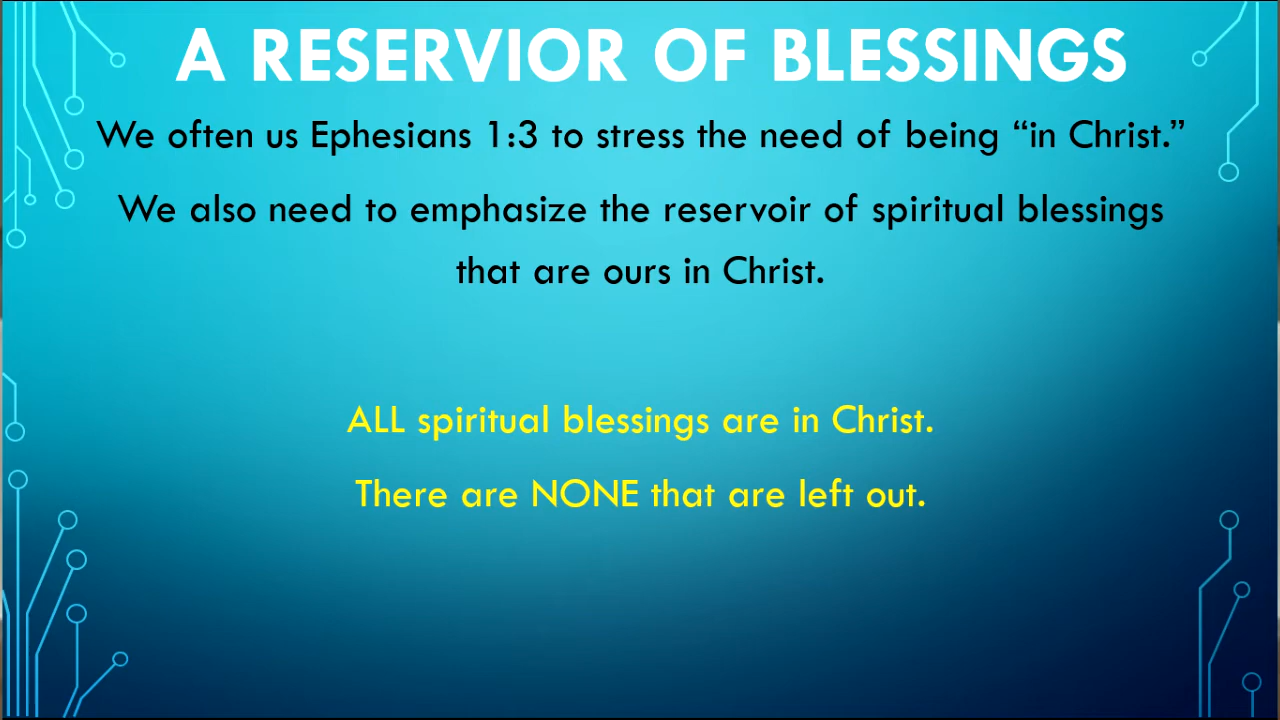 A RESERVIOR OF BLESSINGS
We often us Ephesians 1:3 to stress the need of being “in Christ.”
We also need to emphasize the reservoir of spiritual blessings
that are ours in Christ.
ALL spiritual blessings are in Christ.
There are NONE that are left out.